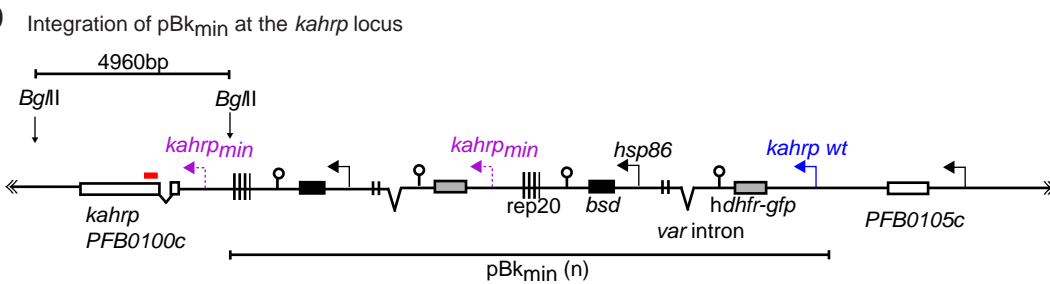 ) Integration of pBkmin at the kahrp locus
4960bp
BglII BglII
kahrpmin kahrpmin hsp86 kahrp wt
rep20 bsd hdhfr-gfp
kahrp PFB0105c
PFB0100c var intron
pBkmin (n)